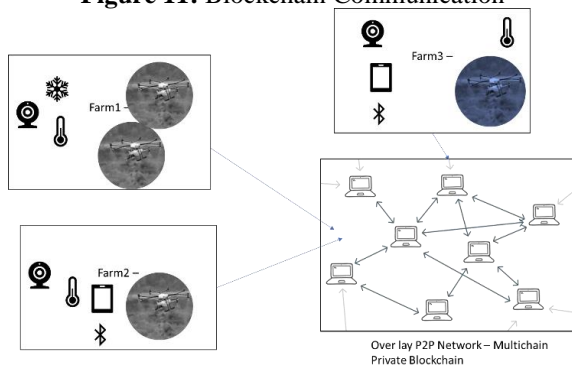 Figure 11: Blockchain Communication
Farm3 –
Farm1 –
Farm2 –
Over lay P2P Network – Multichain
Private Blockchain